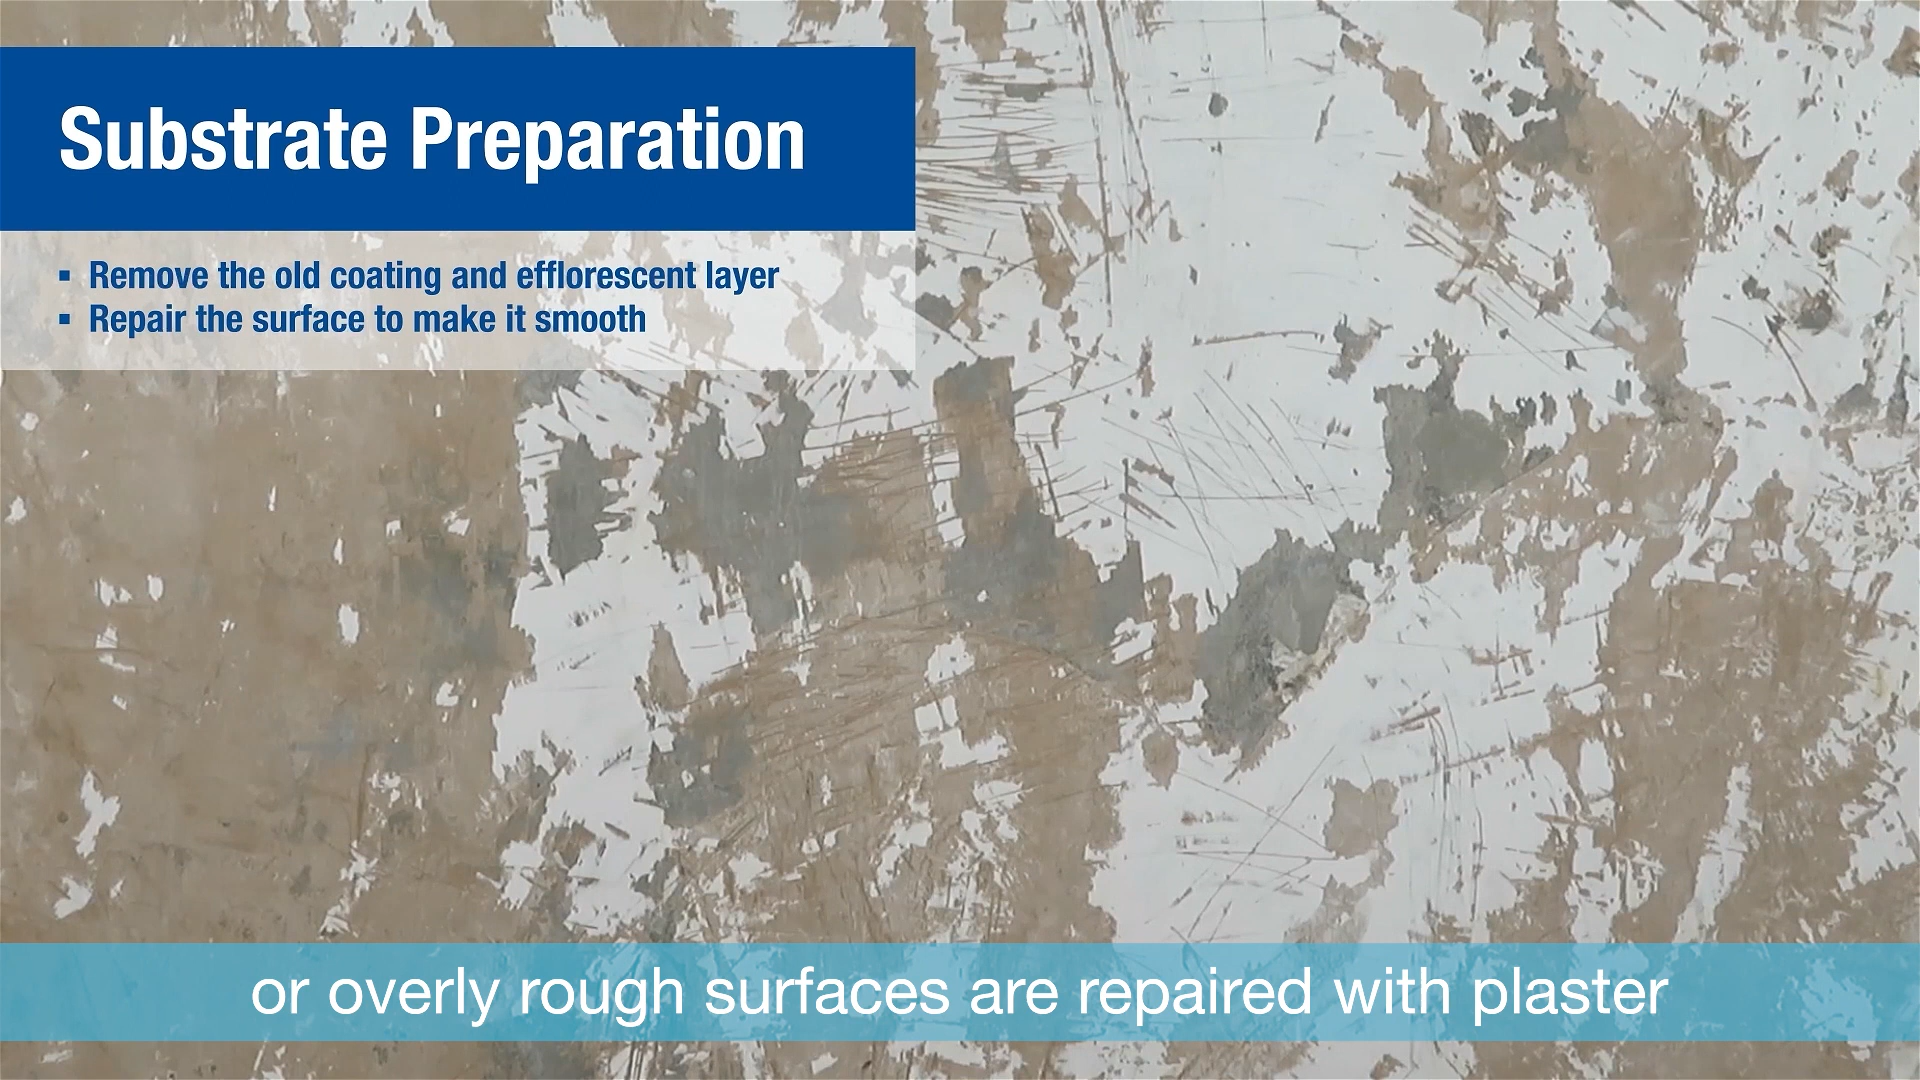 Substrate Preparation
▪ Remove the old coating and efflorescent layer
▪ Repair the surface to make it smooth
or overly rough surfaces are repaired with plaster